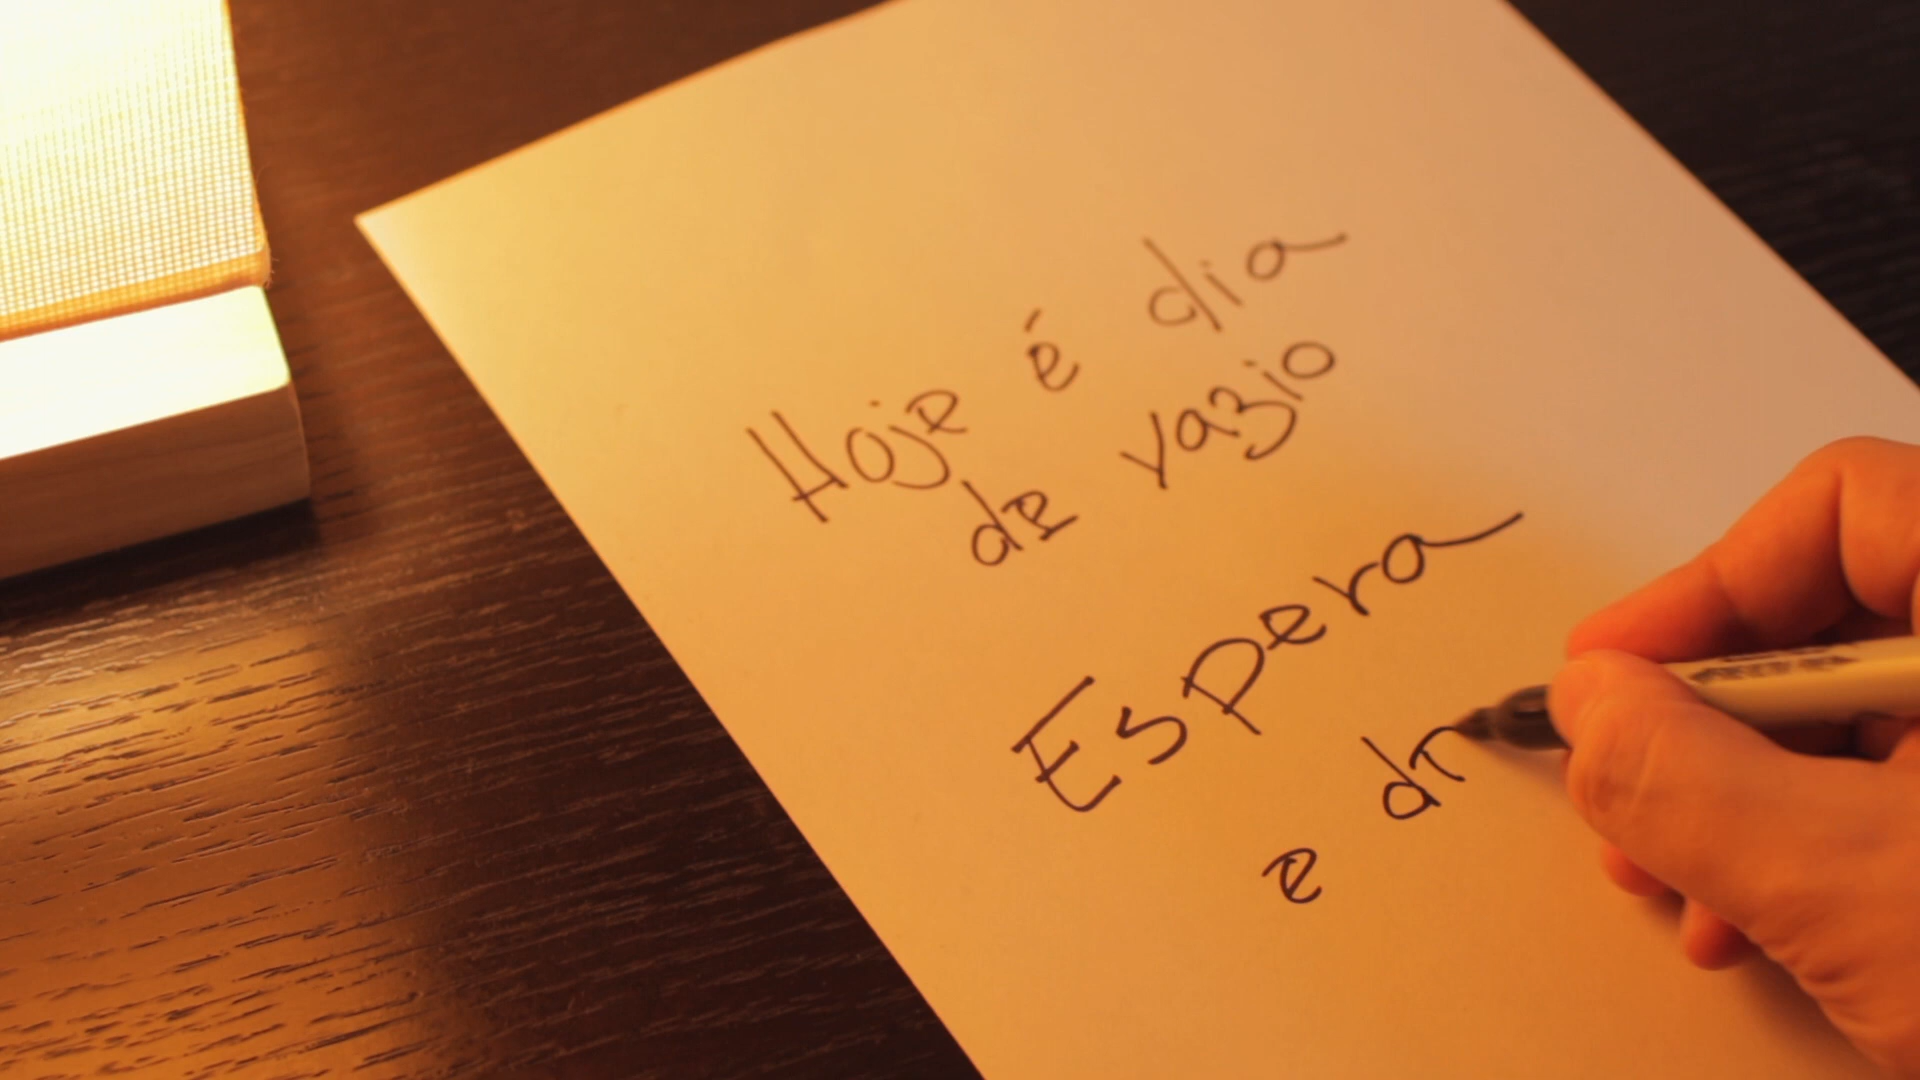 Hoje é dia
de vazio
Espera
e